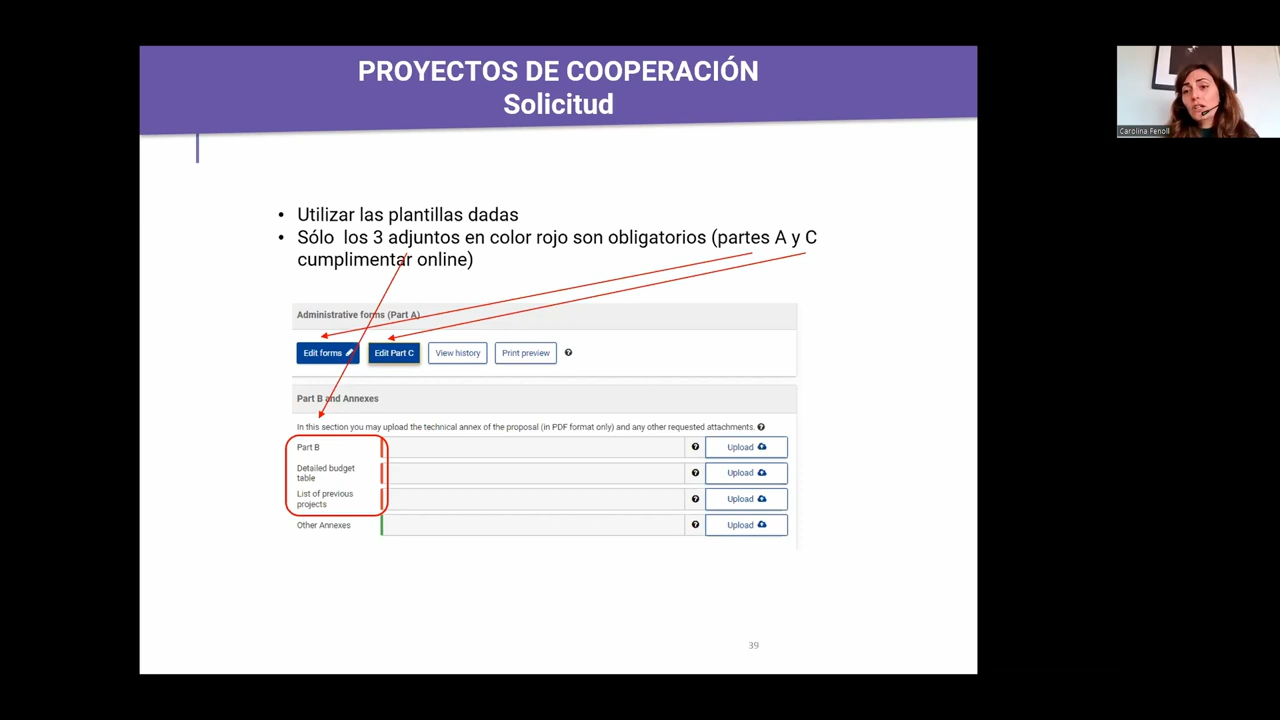 PROYECTOS DE COOPERACIÓN
Solicitud
Carolina Fenoll
• Utilizar las plantillas dadas
• Sólo los 3 adjuntos en color rojo son obligatorios (partes A y C
cumplimentar online)
Administrative forms (Part A)
Edit forms
Edit Part C
View history
Print preview
Part B and Annexes
In this section you may upload the technical annex of the proposal (in PDF format only) and any other requested attachments.
Part B
Upload
Detailed budget
table
Upload
List of previous
projects
Upload
Other Annexes
Upload
39